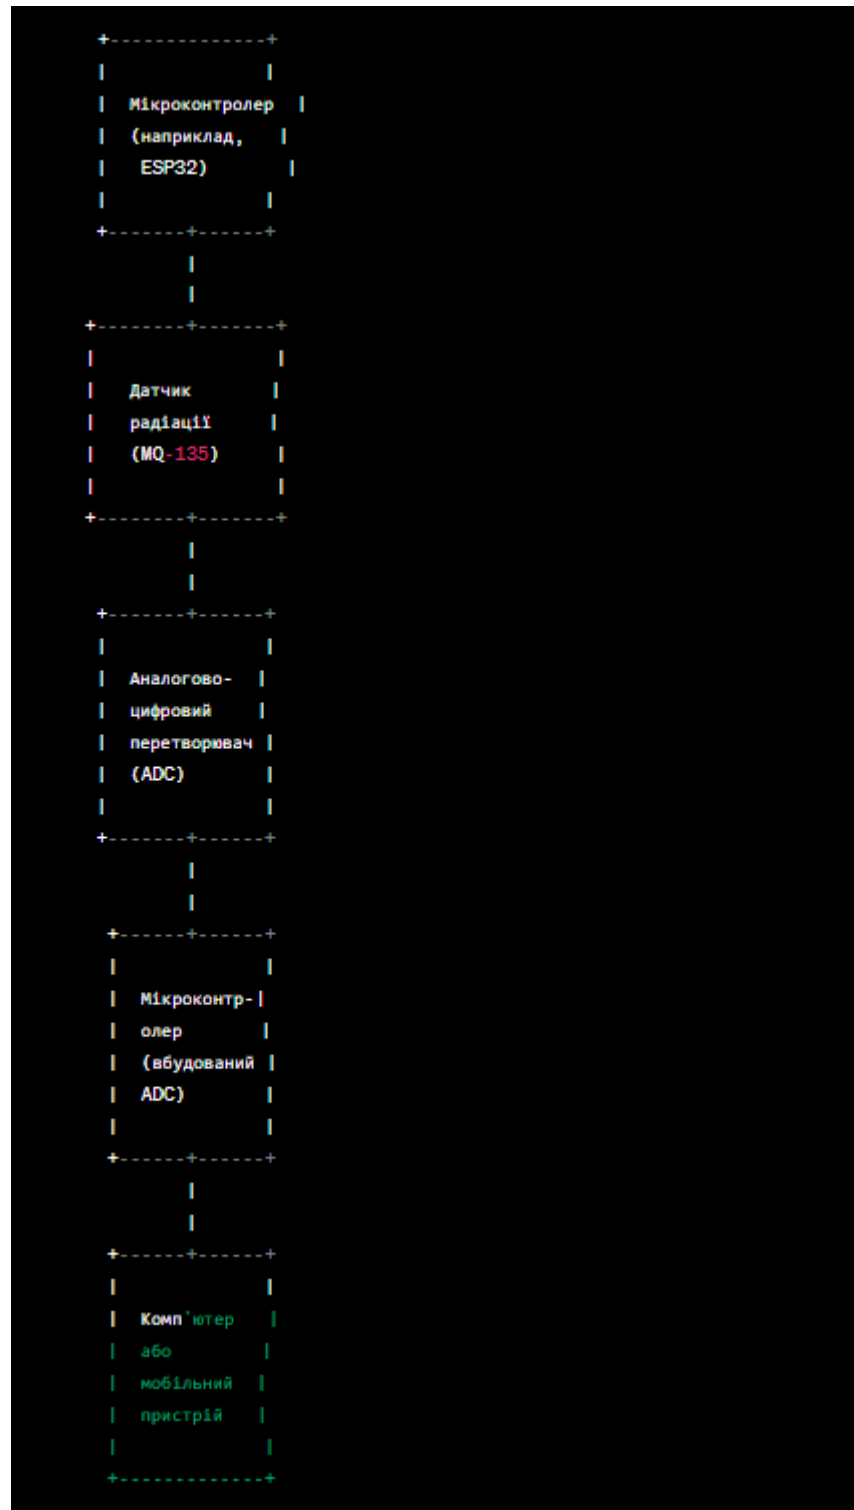 Мікроконтролер
(наприклад,
ESP32)
Датчик
радіації
(MQ-135)
Аналогово-
цифровий
перетворювач
(ADC)
Мікроконтр-
олер
(вбудований
ADC)
Комп'ютер
або
мобільний
пристрій